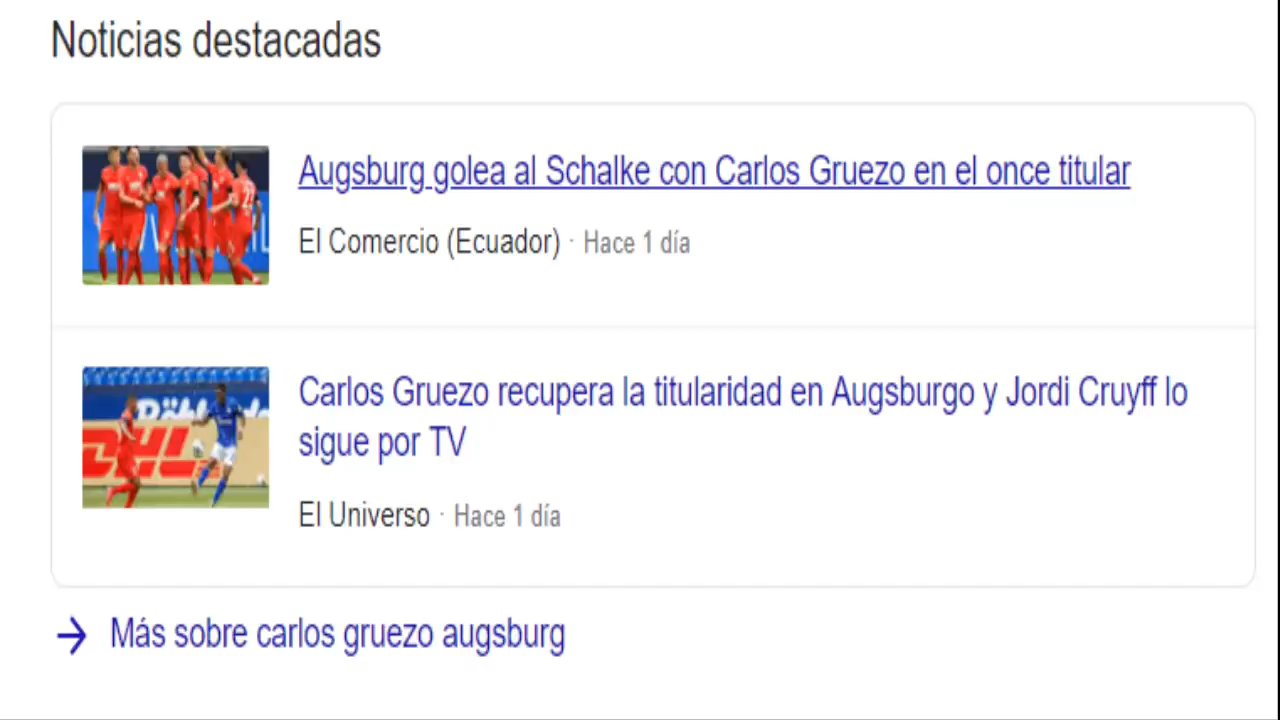 Noticias destacadas
Augsburg golea al Schalke con Carlos Gruezo en el once titular
El Comercio (Ecuador) · Hace 1 día
DHL
Carlos Gruezo recupera la titularidad en Augsburgo y Jordi Cruyff lo
sigue por TV
El Universo · Hace 1 día
Más sobre carlos gruezo augsburg